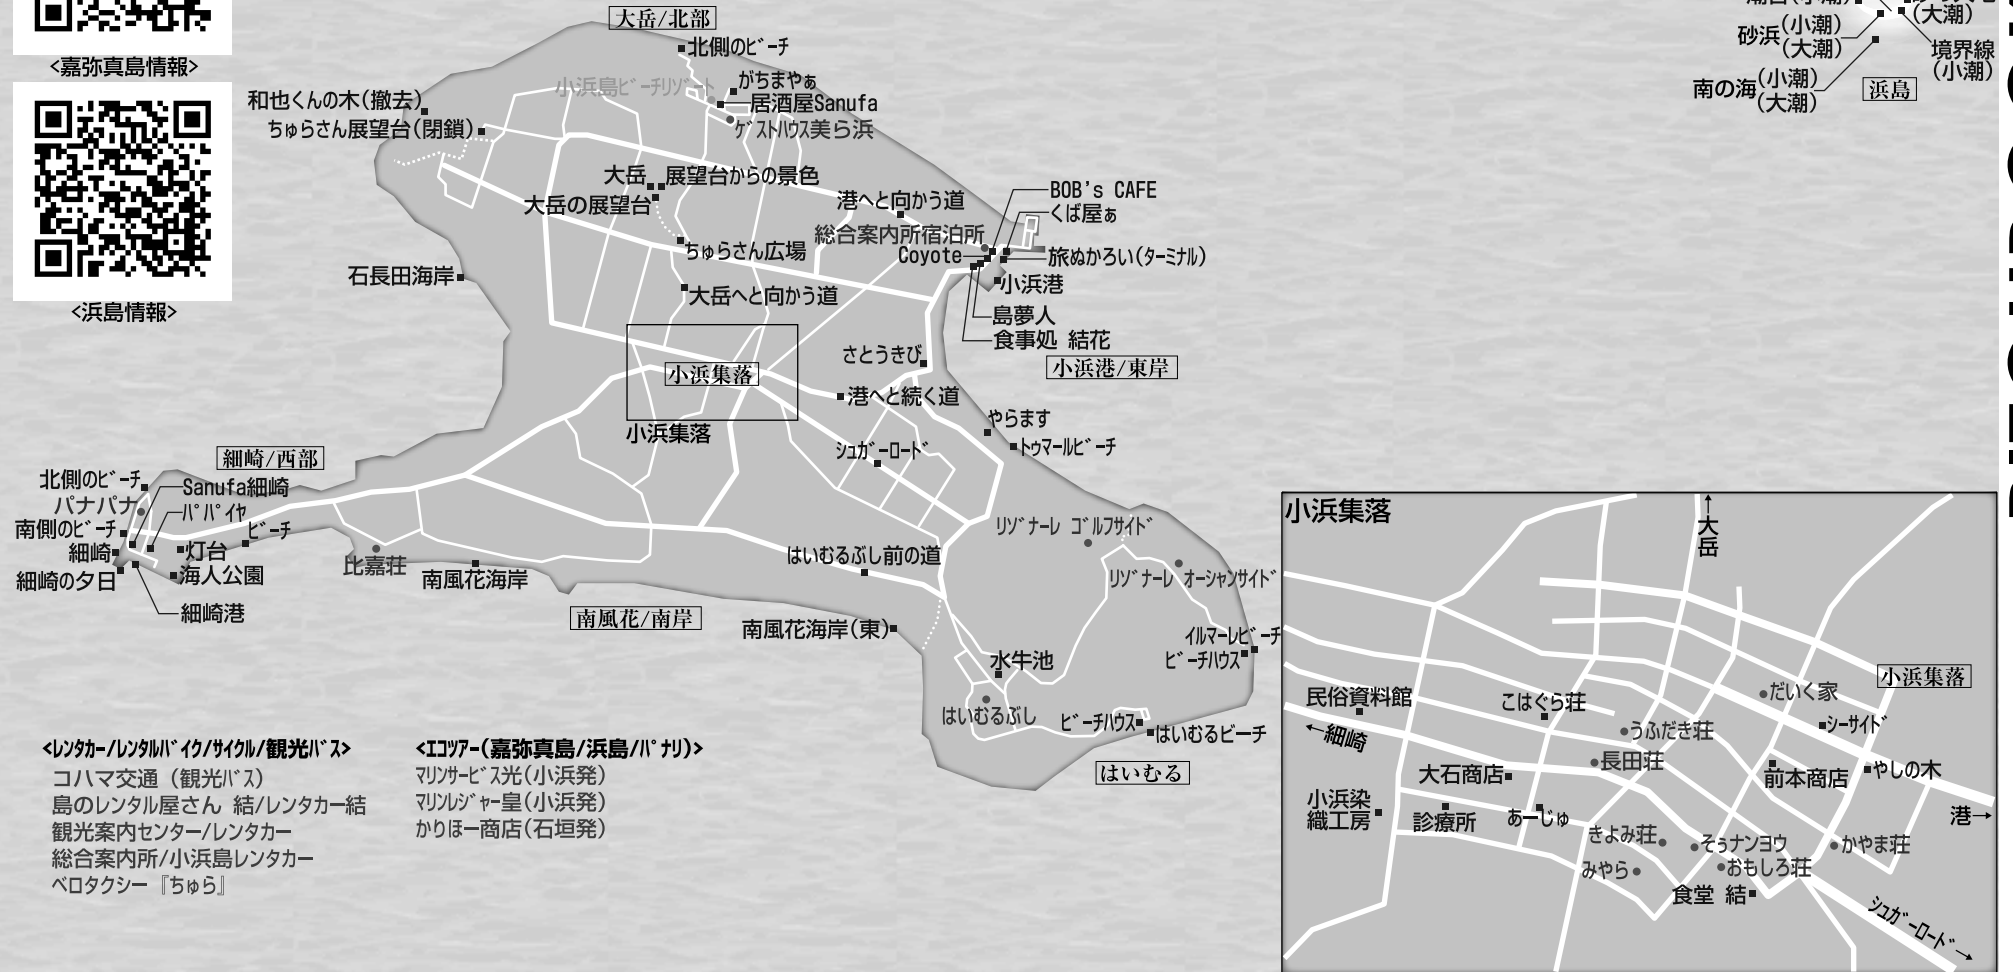 <嘉弥真島情報>
<浜島情報>
大岳/北部
北側のビーチ
小浜島ビーチリゾート
がちまやぁ
居酒屋Sanufa
ゲストハウス美ら浜
和也くんの木(撤去)
ちゅらさん展望台(閉鎖)
大岳
展望台からの景色
大岳の展望台
港へと向かう道
総合案内所宿泊所
Coyote
BOB's CAFE
くば屋ぁ
旅ぬかろい(ターミナル)
小浜港
島夢人
食事処 結花
小浜港/東岸
ちゅらさん広場
石長田海岸
大岳へと向かう道
さとうきび
小浜集落
小浜集落
港へと続く道
やらます
トゥマールビーチ
シュガーロード
細崎/西部
北側のビーチ
パナパナ
Sanufa細崎
パパイヤ
南側のビーチ
ビーチ
細崎
灯台
細崎の夕日
海人公園
細崎港
比嘉荘
南風花海岸
南風花/南岸
はいむるぶし前の道
南風花海岸(東)
リゾナーレ ゴルフサイド
リゾナーレ オーシャンサイド
イルマーレビーチ
ビーチハウス
水牛池
はいむるぶし
ビーチハウス
はいむるビーチ
はいむる
砂浜(小潮)
(大潮)
(大潮)
境界線
(小潮)
南の海(小潮)
(大潮)
浜島
<レンタカー/レンタルバイク/サイクル/観光バス>
コハマ交通（観光バス）
島のレンタル屋さん 結/レンタカー結
観光案内センター/レンタカー
総合案内所/小浜島レンタカー
ベロタクシー『ちゅら』
<エコツアー(嘉弥真島/浜島/パナリ)>
マリンサービス光(小浜発)
マリンレジャー皇(小浜発)
かりほー商店(石垣発)
小浜集落
↑大岳
小浜集落
民俗資料館
←細崎
こはぐら荘
だいく家
シーサイド
うふだき荘
長田荘
大石商店
前本商店
やしの木
港→
小浜染
織工房
診療所
あーじゅ
きよみ荘
そぅナンヨウ
かやま荘
みやら
おもしろ荘
食堂 結
シュガーロード→